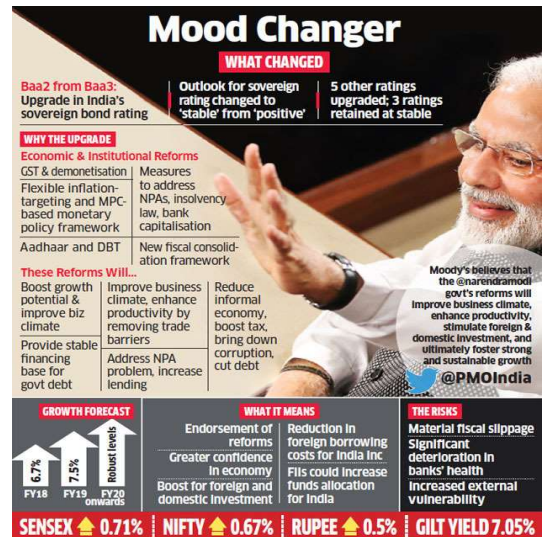 Mood Changer
WHAT CHANGED
Baa2 from Baa3:
Upgrade in India's
sovereign bond rating
Outlook for sovereign
rating changed to
'stable' from 'positive'
5 other ratings
upgraded; 3 ratings
retained at stable
WHY THE UPGRADE
Economic & Institutional Reforms
GST & demonetisation
Flexible inflation-
targeting and MPC-
based monetary
policy framework
Aadhaar and DBT
Measures
to address
NPAs, insolvency
law, bank
capitalisation
New fiscal consolid-
ation framework
These Reforms Will...
Boost growth
potential &
improve biz
climate
Provide stable
financing
base for
govt debt
Improve business
climate, enhance
productivity by
removing trade
barriers
Address NPA
problem, increase
lending
Reduce
informal
economy,
boost tax,
bring down
corruption,
cut debt
Moody's believes that
the @narendramodi
govt's reforms will
improve business climate,
enhance productivity,
stimulate foreign &
domestic investment, and
ultimately foster strong
and sustainable growth
@PMOIndia
GROWTH FORECAST
6.7%
7.5%
Robust levels
FY18
FY19
FY20
onwards
WHAT IT MEANS
Endorsement of
reforms
Greater confidence
in economy
Boost for foreign and
domestic investment
Reduction in
foreign borrowing
costs for India Inc
FIIs could increase
funds allocation
for India
THE RISKS
Material fiscal slippage
Significant
deterioration in
banks' health
Increased external
vulnerability
SENSEX 0.71% NIFTY 0.67% RUPEE 0.5% GILT YIELD 7.05%